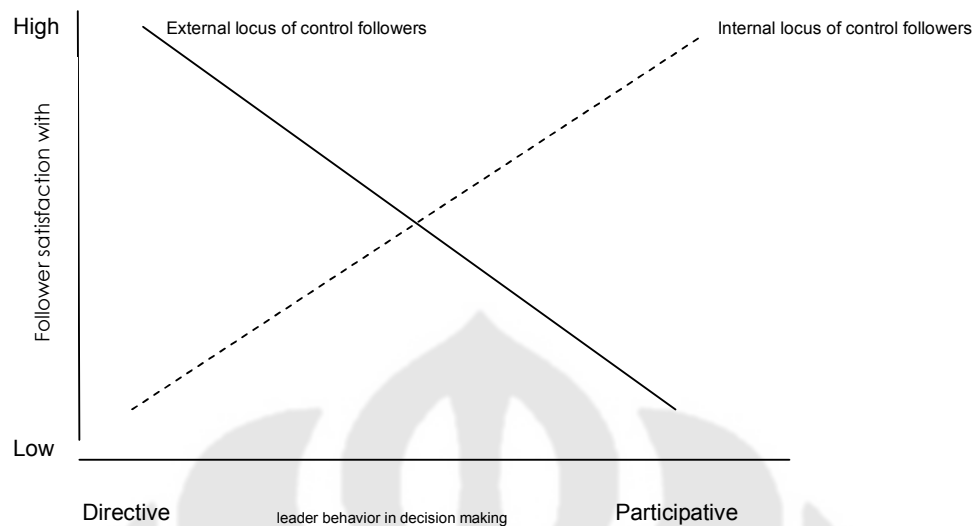 High
External locus of control followers
Internal locus of control followers
Follower satisfaction with
Low
Directive
leader behavior in decision making
Participative